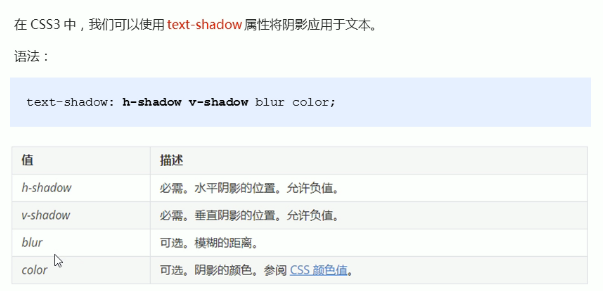 在 CSS3 中，我们可以使用 text-shadow 属性将阴影应用于文本。
语法：
text-shadow: h-shadow v-shadow blur color;
值 描述
h-shadow 必需。水平阴影的位置。允许负值。
v-shadow 必需。垂直阴影的位置。允许负值。
blur 可选。模糊的距离。
color 可选。阴影的颜色。参阅 CSS 颜色值。